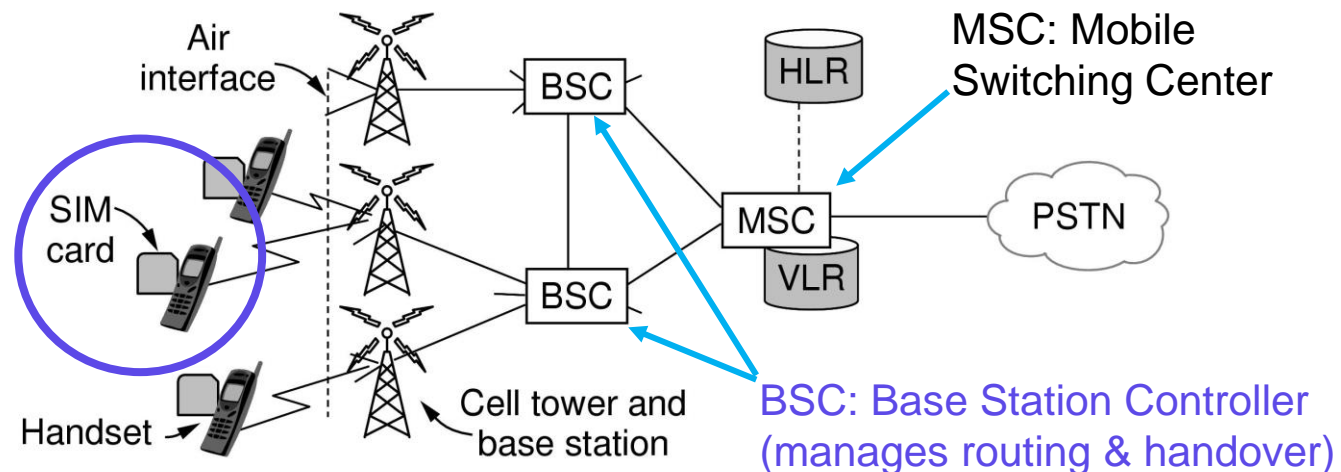 Air
interface
SIM
card
Handset
Cell tower and
base station
BSC
BSC
HLR
MSC
VLR
PSTN
MSC: Mobile
Switching Center
BSC: Base Station Controller
(manages routing & handover)